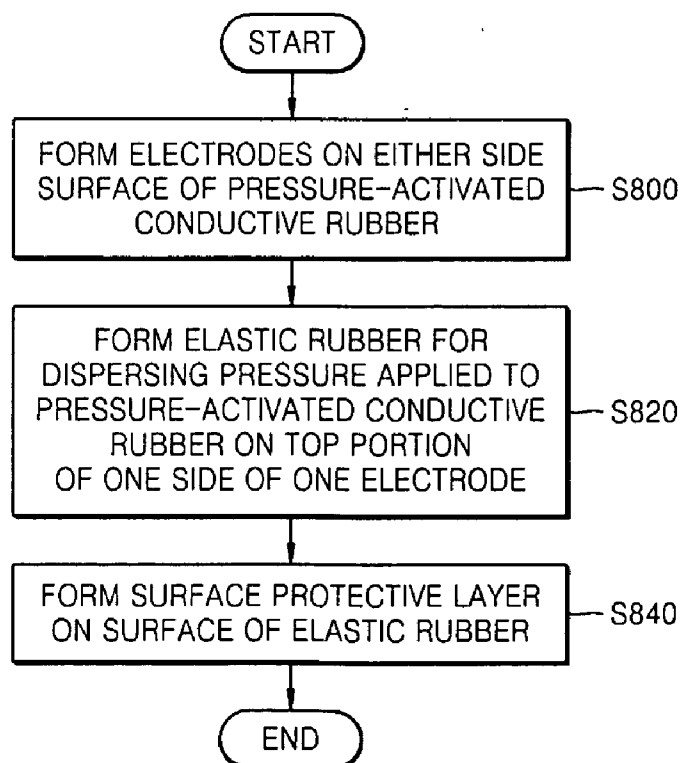 START
FORM ELECTRODES ON EITHER SIDE
SURFACE OF PRESSURE-ACTIVATED
CONDUCTIVE RUBBER
S800
FORM ELASTIC RUBBER FOR
DISPERSING PRESSURE APPLIED TO
PRESSURE-ACTIVATED CONDUCTIVE
RUBBER ON TOP PORTION
OF ONE SIDE OF ONE ELECTRODE
S820
FORM SURFACE PROTECTIVE LAYER
ON SURFACE OF ELASTIC RUBBER
S840
END